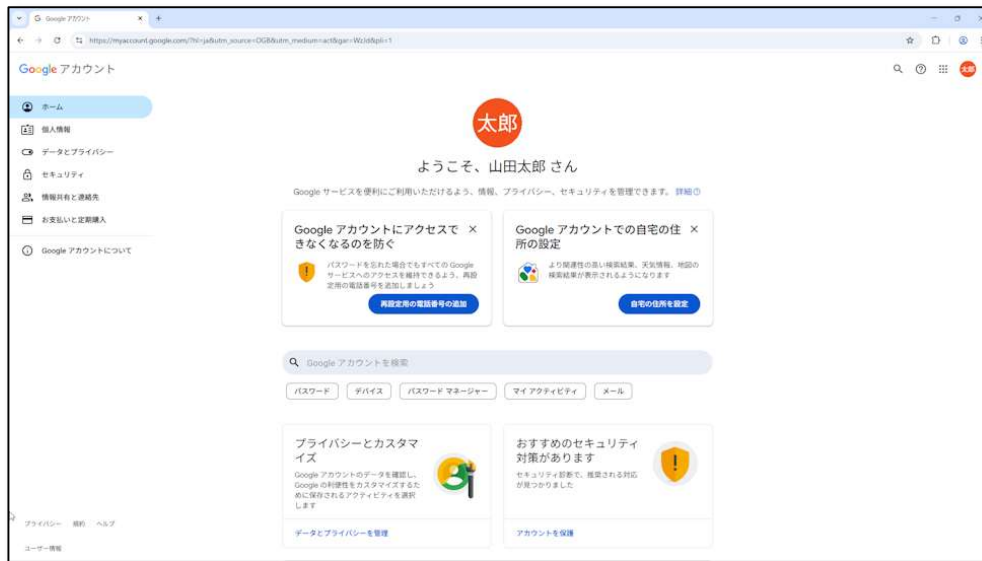 Google アカウント
https://myaccount.google.com/?hl=ja&utm_source=OGB&utm_medium=act&gar=WzJd&pli=1
Google アカウント
太郎
ホーム
個人情報
データとプライバシー
セキュリティ
情報共有と連絡先
お支払いと定期購入
Google アカウントについて
太郎
ようこそ、山田太郎 さん
Google サービスを便利にご利用いただけるよう、情報、プライバシー、セキュリティを管理できます。 詳細
Google アカウントにアクセスで
きなくなるのを防ぐ
パスワードを忘れた場合でもすべての Google
サービスへのアクセスを維持できるよう、再設
定用の電話番号を追加しましょう
再設定用の電話番号の追加
Google アカウントでの自宅の住
所の設定
より関連性の高い検索結果、天気情報、地図の
検索結果が表示されるようになります
自宅の住所を設定
Google アカウントを検索
パスワード
デバイス
パスワード マネージャー
マイ アクティビティ
メール
プライバシーとカスタマ
イズ
Google アカウントのデータを確認し、
Google の利便性をカスタマイズするた
めに保存されるアクティビティを選択
します
データとプライバシーを管理
おすすめのセキュリティ
対策があります
セキュリティ診断で、推奨される対応
が見つかりました
アカウントを保護
プライバシー 規約 ヘルプ
ユーザー情報